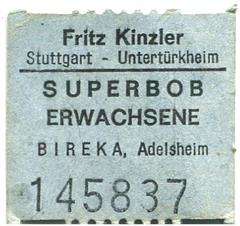 Fritz Kinzler
Stuttgart - Untertürkheim
SUPERBOB
ERWACHSENE
BIREKA, Adelsheim
145837